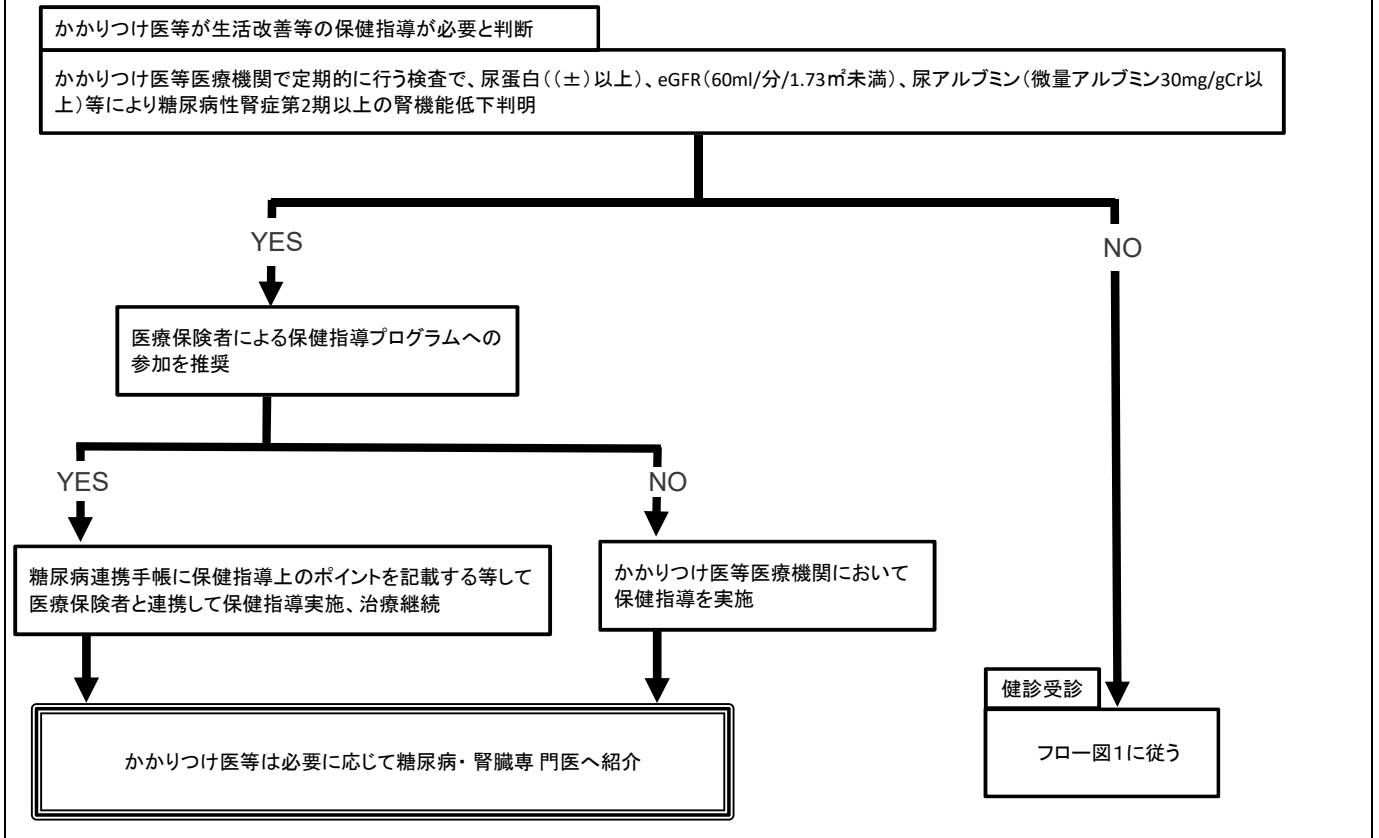 かかりつけ医等が生活改善等の保健指導が必要と判断
かかりつけ医等医療機関で定期的に行う検査で、尿蛋白((±)以上)、eGFR(60ml/分/1.73㎡未満)、尿アルブミン(微量アルブミン30mg/gCr以
上)等により糖尿病性腎症第2期以上の腎機能低下判明
YES
NO
医療保険者による保健指導プログラムへの
参加を推奨
YES
NO
糖尿病連携手帳に保健指導上のポイントを記載する等して
医療保険者と連携して保健指導実施、治療継続
かかりつけ医等医療機関において
保健指導を実施
健診受診
フロー図１に従う
かかりつけ医等は必要に応じて糖尿病・ 腎臓専 門医へ紹介